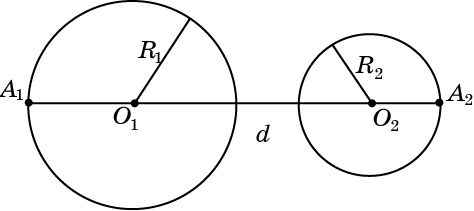 R₁
R₂
A₁
A₂
O₁
O₂
d